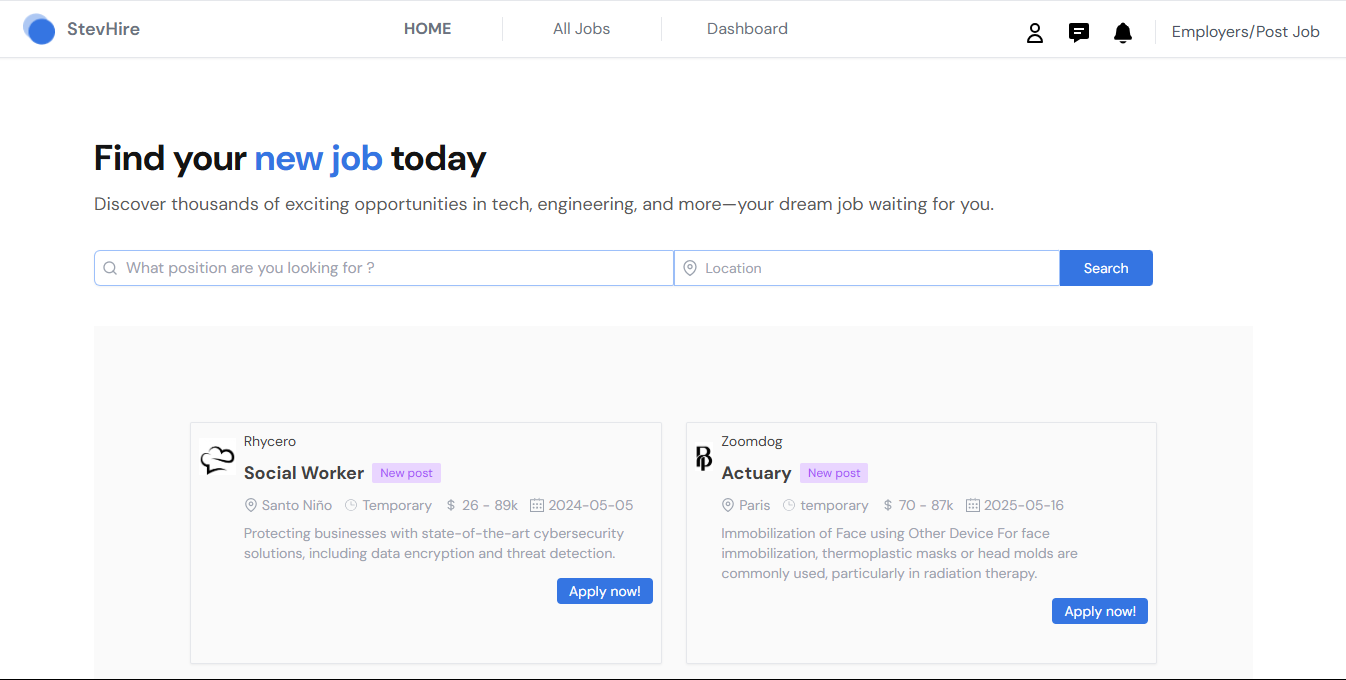 StevHire HOME All Jobs Dashboard Employers/Post Job
Find your new job today
Discover thousands of exciting opportunities in tech, engineering, and more—your dream job waiting for you.
What position are you looking for ? Location Search
Rhycero
Social Worker New post
Santo Niño Temporary $ 26 - 89k 2024-05-05
Protecting businesses with state-of-the-art cybersecurity
solutions, including data encryption and threat detection.
Apply now!
Zoomdog
Actuary New post
Paris temporary $ 70 - 87k 2025-05-16
Immobilization of Face using Other Device For face
immobilization, thermoplastic masks or head molds are
commonly used, particularly in radiation therapy.
Apply now!